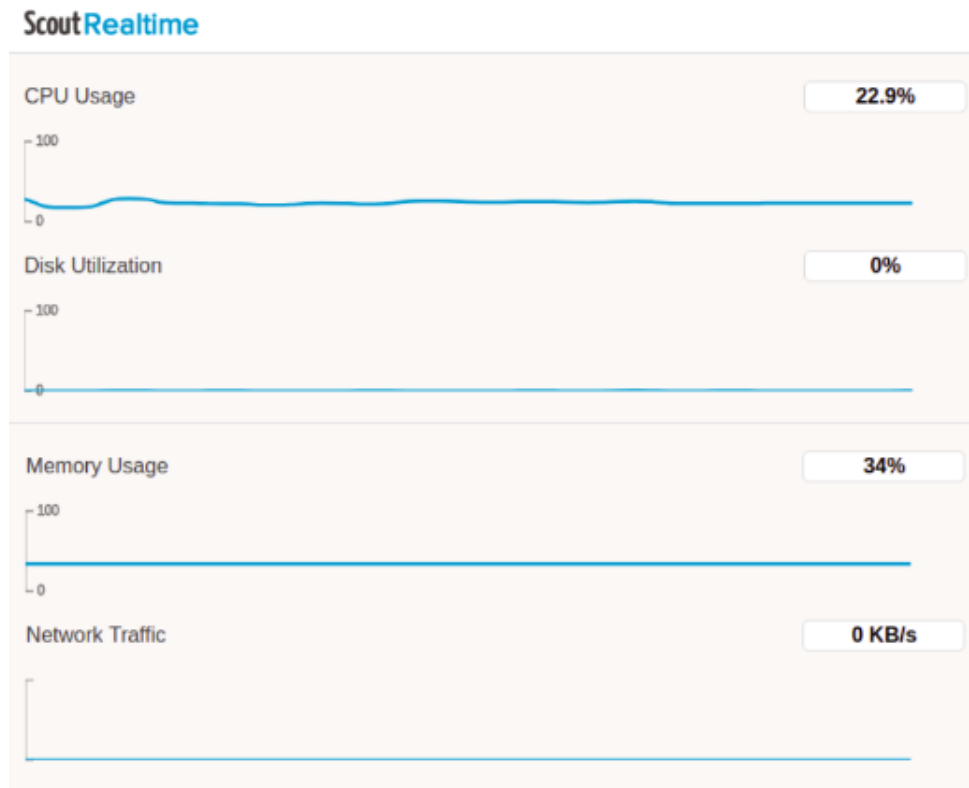 ScoutRealtime
CPU Usage 22.9%
100
0
Disk Utilization 0%
100
0
Memory Usage 34%
100
0
Network Traffic 0 KB/s